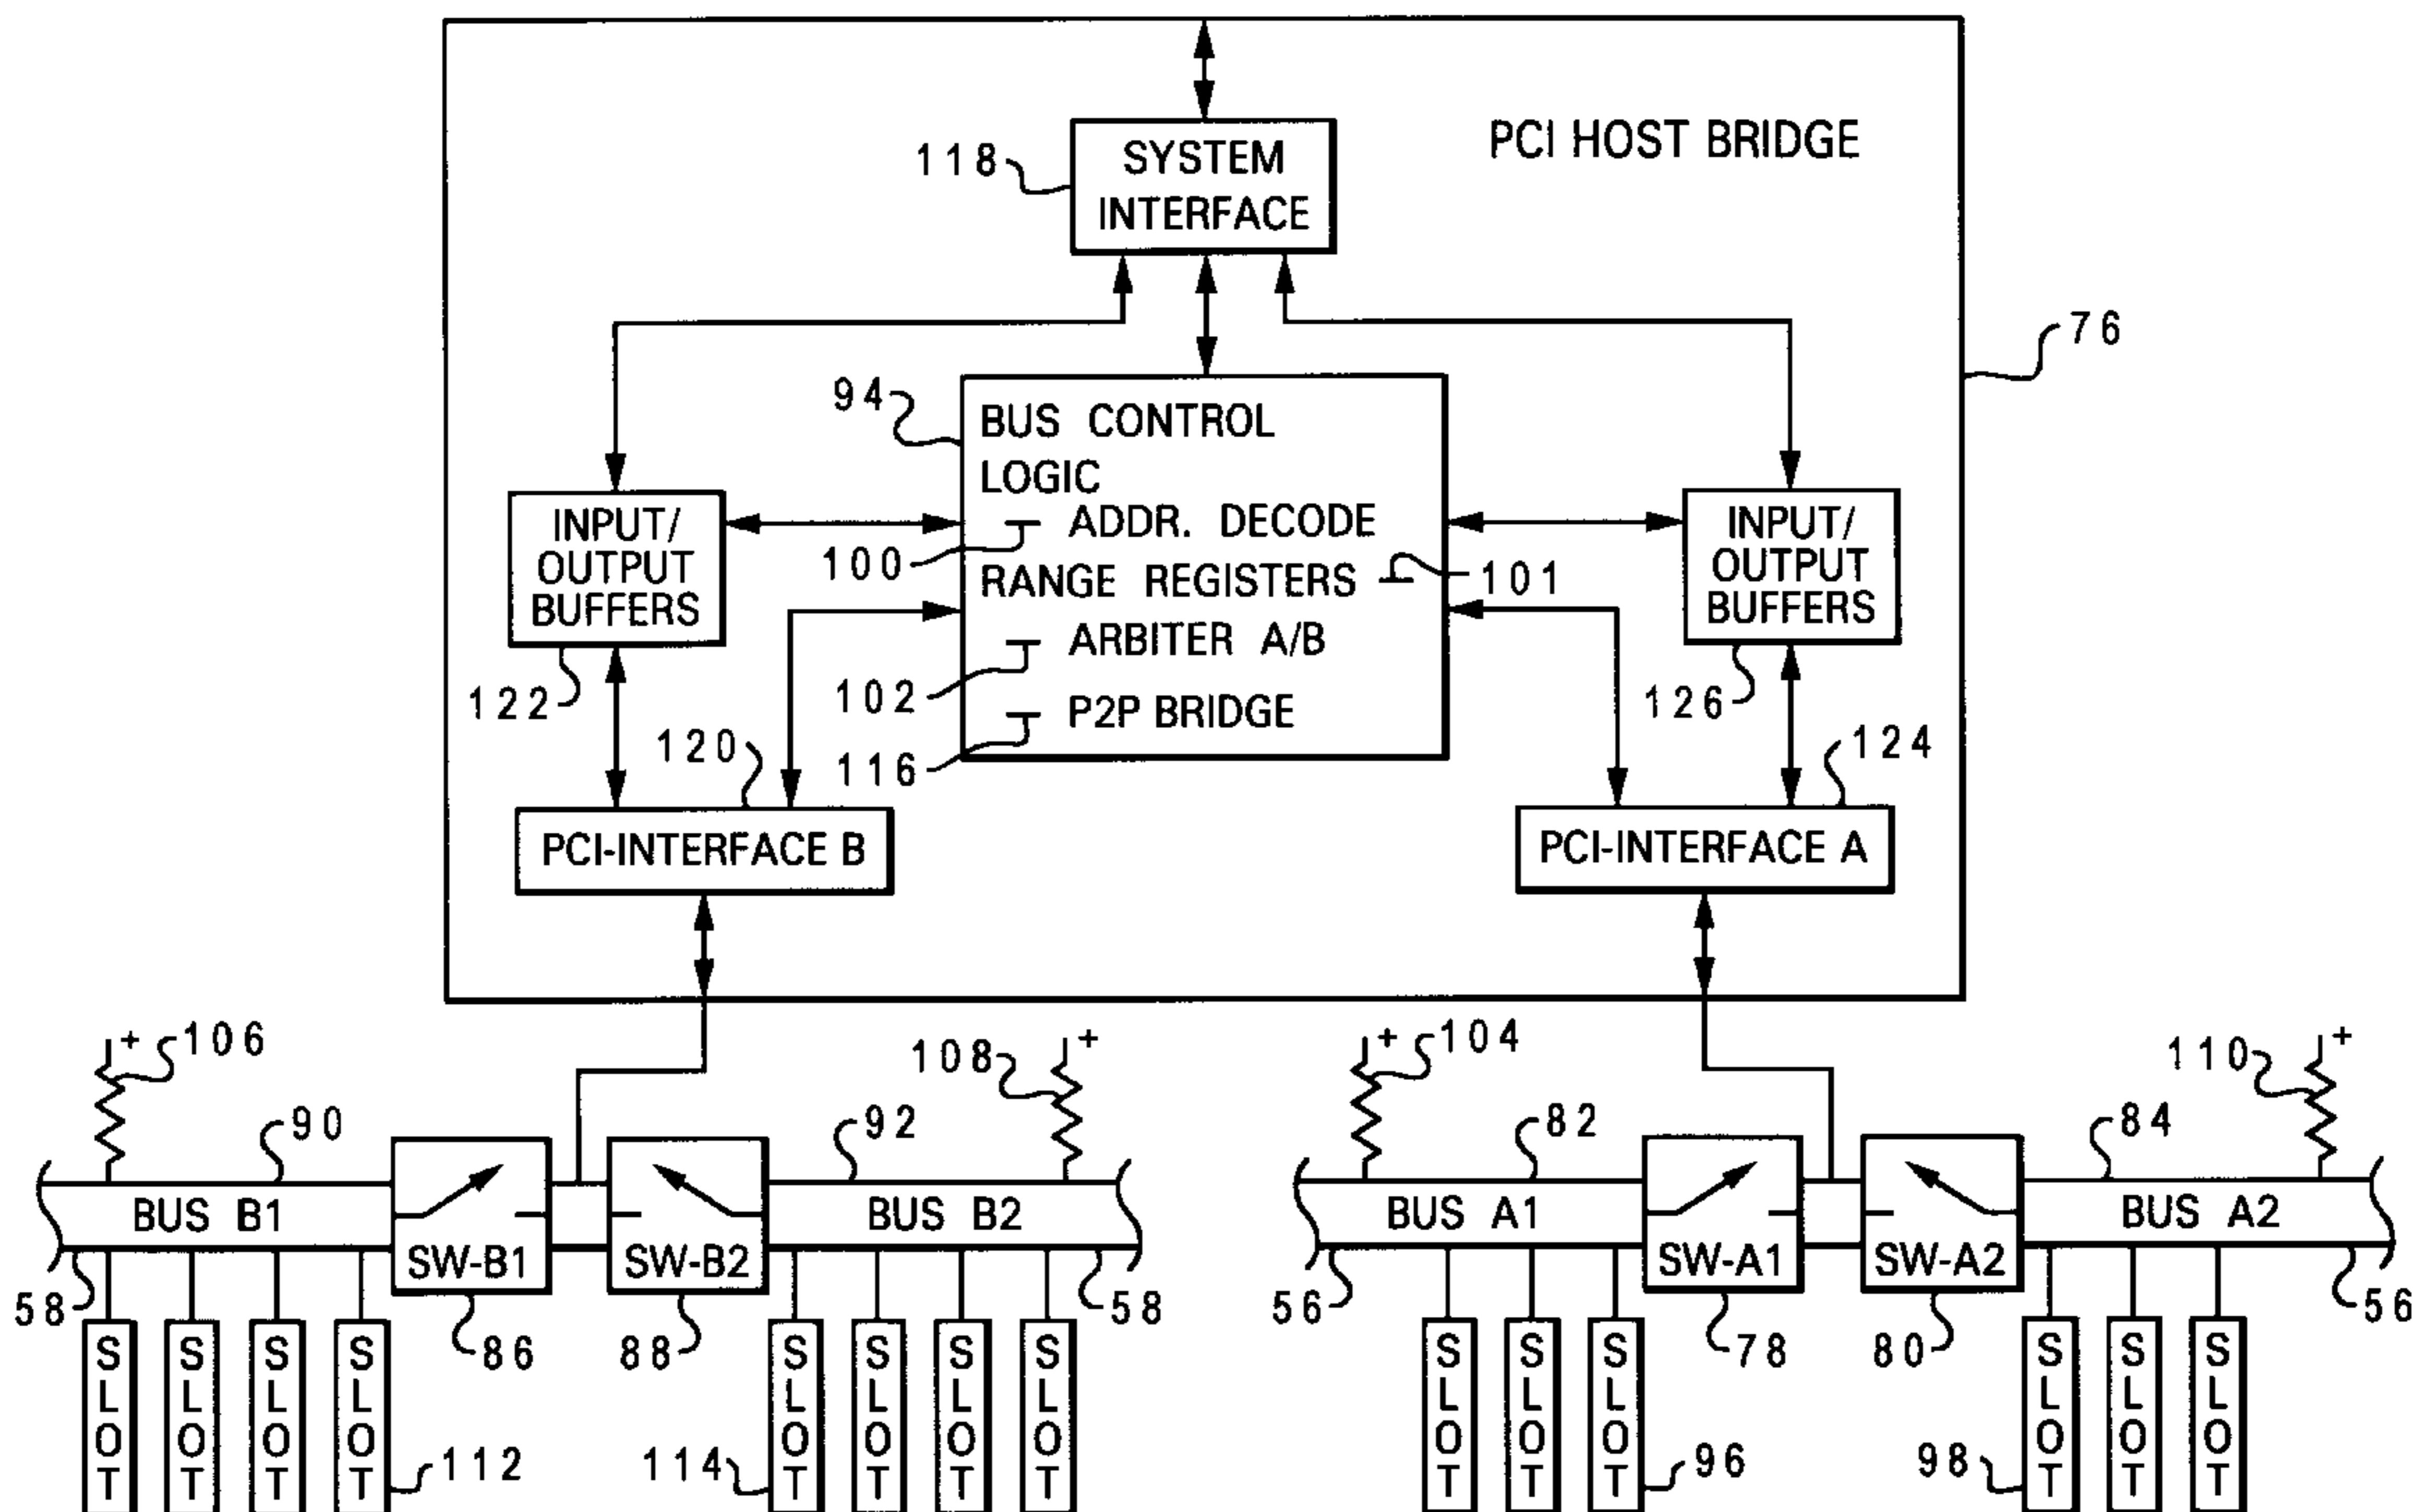 PCI HOST BRIDGE
118
SYSTEM
INTERFACE
76
94
BUS CONTROL
LOGIC
ADDR. DECODE
100
RANGE REGISTERS
101
ARBITER A/B
102
P2P BRIDGE
116
INPUT/
OUTPUT
BUFFERS
122
INPUT/
OUTPUT
BUFFERS
126
120
PCI-INTERFACE B
124
PCI-INTERFACE A
+
106
108
+
+
104
110
+
90
92
82
84
BUS B1
SW-B1
SW-B2
BUS B2
BUS A1
SW-A1
SW-A2
BUS A2
58
86
88
58
56
78
80
56
SLOT
SLOT
SLOT
SLOT
112
114
SLOT
SLOT
SLOT
SLOT
SLOT
SLOT
SLOT
96
98
SLOT
SLOT
SLOT